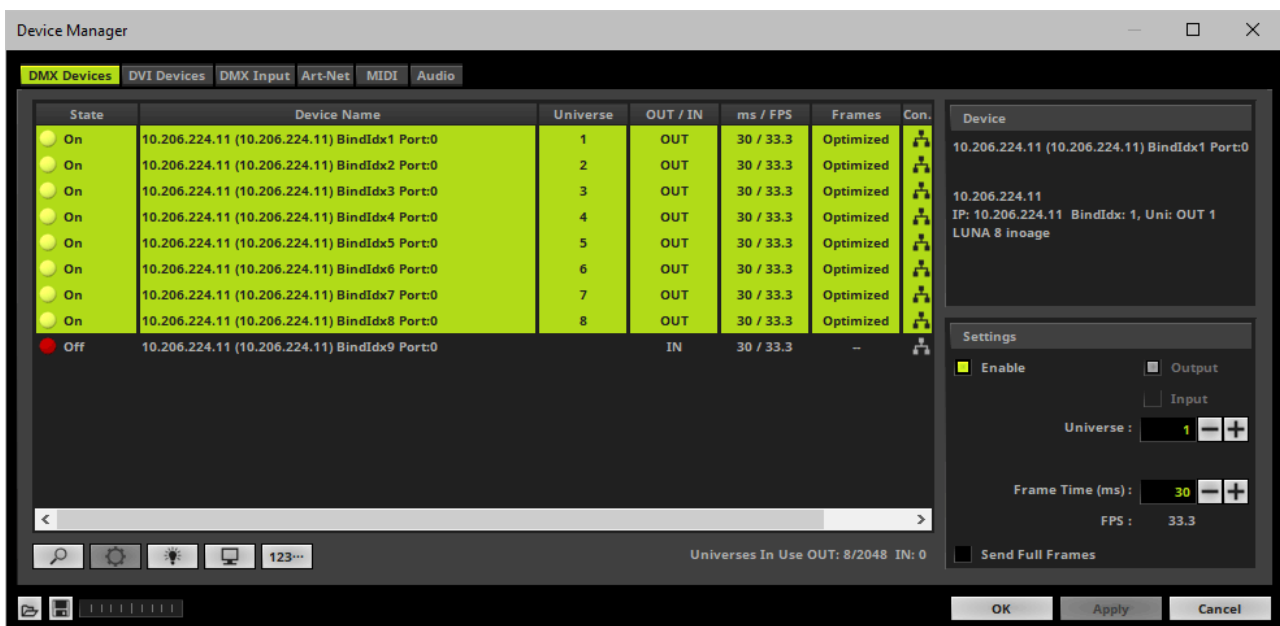 Device Manager
DMX Devices DVI Devices DMX Input Art-Net MIDI Audio
State Device Name Universe OUT / IN ms / FPS Frames Con.
On 10.206.224.11 (10.206.224.11) BindIdx1 Port:0 1 OUT 30 / 33.3 Optimized
On 10.206.224.11 (10.206.224.11) BindIdx2 Port:0 2 OUT 30 / 33.3 Optimized
On 10.206.224.11 (10.206.224.11) BindIdx3 Port:0 3 OUT 30 / 33.3 Optimized
On 10.206.224.11 (10.206.224.11) BindIdx4 Port:0 4 OUT 30 / 33.3 Optimized
On 10.206.224.11 (10.206.224.11) BindIdx5 Port:0 5 OUT 30 / 33.3 Optimized
On 10.206.224.11 (10.206.224.11) BindIdx6 Port:0 6 OUT 30 / 33.3 Optimized
On 10.206.224.11 (10.206.224.11) BindIdx7 Port:0 7 OUT 30 / 33.3 Optimized
On 10.206.224.11 (10.206.224.11) BindIdx8 Port:0 8 OUT 30 / 33.3 Optimized
Off 10.206.224.11 (10.206.224.11) BindIdx9 Port:0 IN 30 / 33.3 --
123...
Universes In Use OUT: 8/2048 IN: 0
Device
10.206.224.11 (10.206.224.11) BindIdx1 Port:0
10.206.224.11
IP: 10.206.224.11 BindIdx: 1, Uni: OUT 1
LUNA 8 inoage
Settings
Enable Output
Input
Universe : 1
Frame Time (ms) : 30
FPS : 33.3
Send Full Frames
OK Apply Cancel